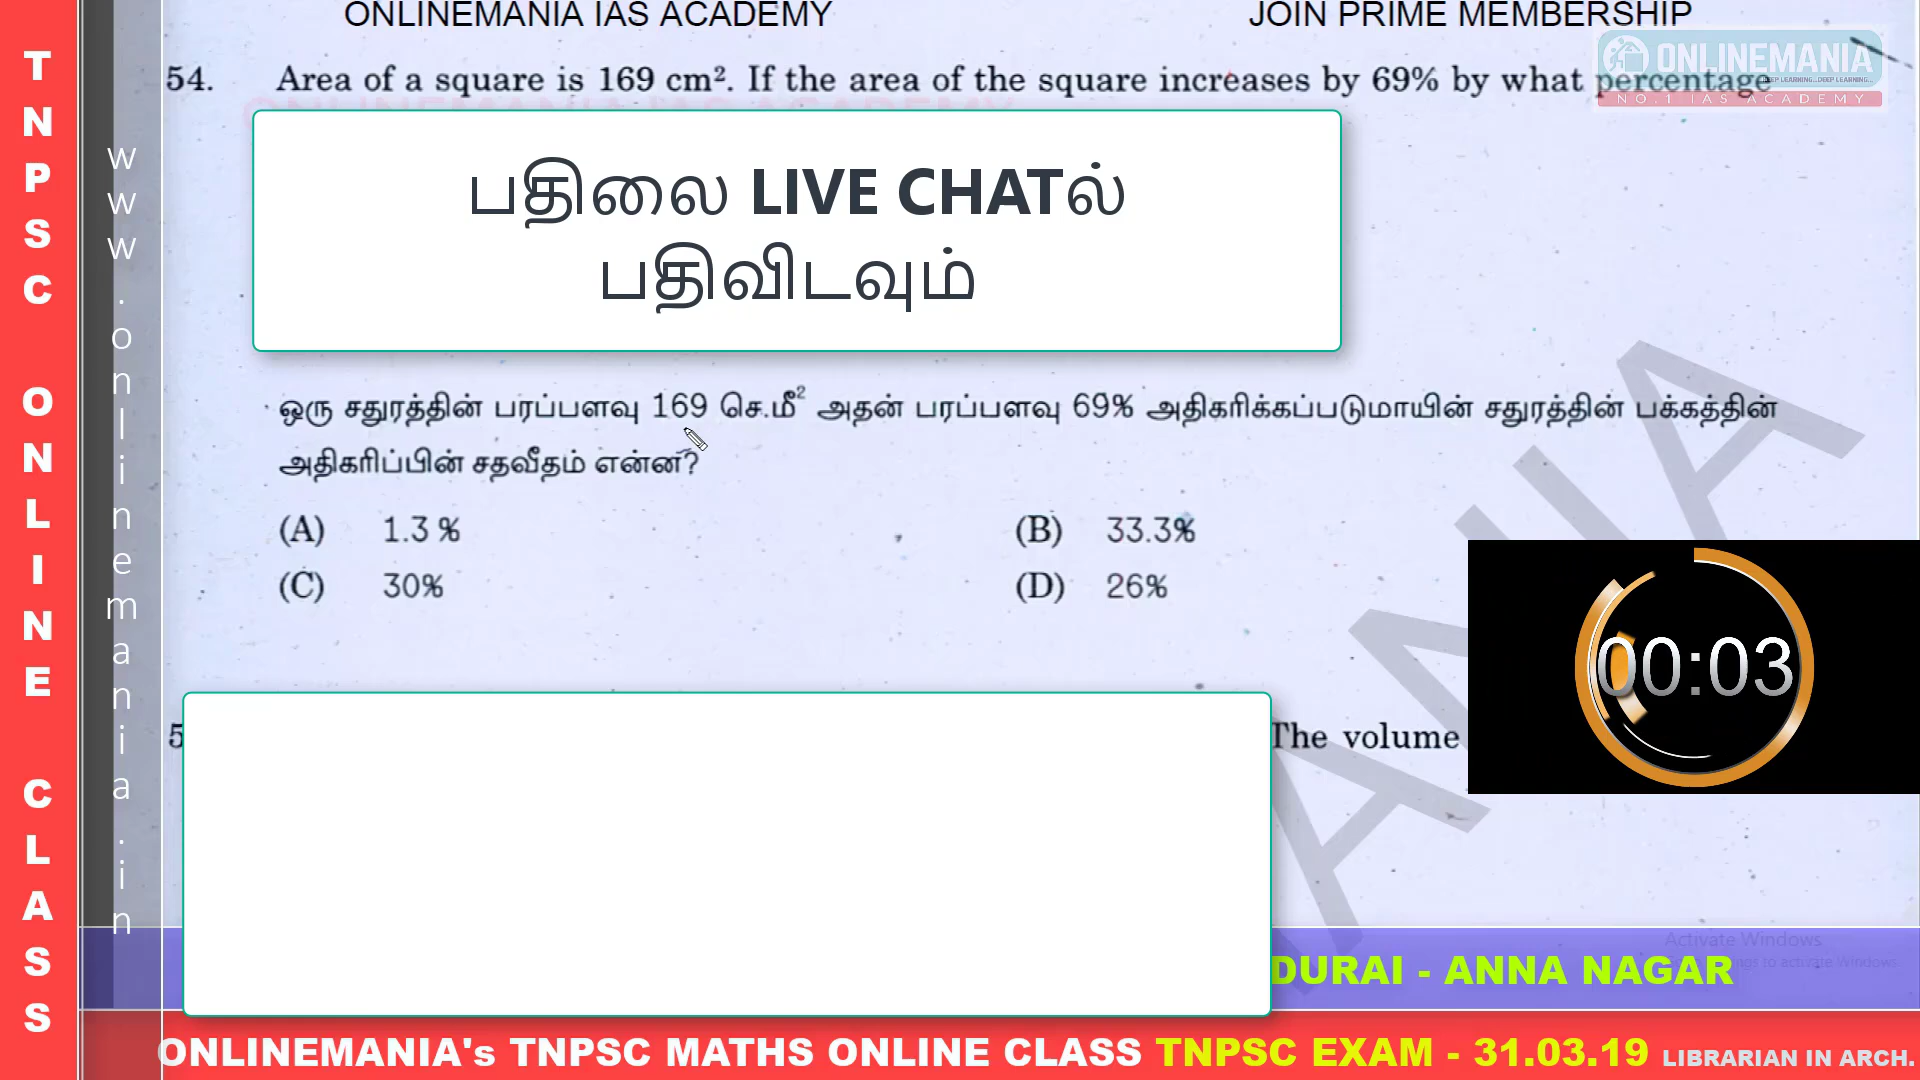 ONLINEMANIA IAS ACADEMY
JOIN PRIME MEMBERSHIP
ONLINEMANIA
NO.1 IAS ACADEMY
54. Area of a square is 169 cm². If the area of the square increases by 69% by what percentage
பதிலை LIVE CHATல்
பதிவிடவும்
ஒரு சதுரத்தின் பரப்பளவு 169 செ.மீ² அதன் பரப்பளவு 69% அதிகரிக்கப்படுமாயின் சதுரத்தின் பக்கத்தின்
அதிகரிப்பின் சதவீதம் என்ன?
(A) 1.3 % (B) 33.3%
(C) 30% (D) 26%
00:03
5 The volume
ANIA
Activate Windows
DURAI - ANNA NAGAR
ONLINEMANIA's TNPSC MATHS ONLINE CLASS TNPSC EXAM - 31.03.19 LIBRARIAN IN ARCH.
TNPSC ONLINE CLASS
www.onlinemania.in